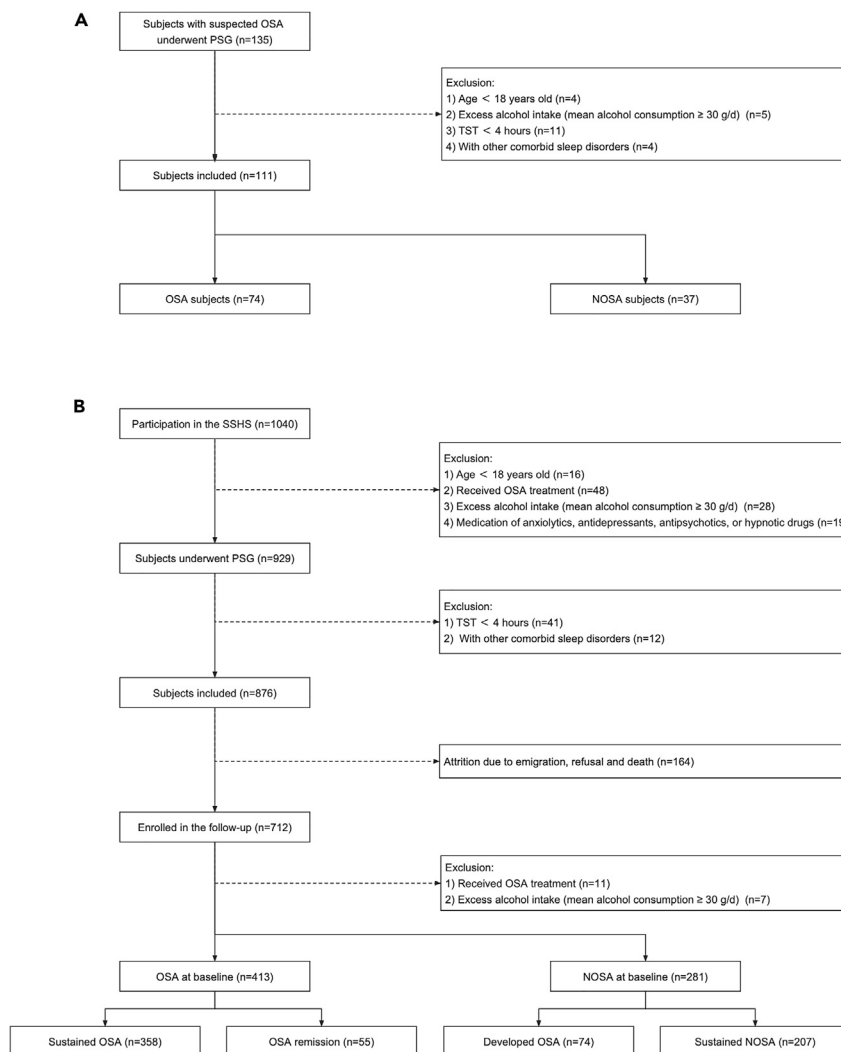 A
Subjects with suspected OSA
underwent PSG (n=135)
Exclusion:
1) Age < 18 years old (n=4)
2) Excess alcohol intake (mean alcohol consumption ≥ 30 g/d) (n=5)
3) TST < 4 hours (n=11)
4) With other comorbid sleep disorders (n=4)
Subjects included (n=111)
OSA subjects (n=74)
NOSA subjects (n=37)
B
Participation in the SSHS (n=1040)
Exclusion:
1) Age < 18 years old (n=16)
2) Received OSA treatment (n=48)
3) Excess alcohol intake (mean alcohol consumption ≥ 30 g/d) (n=28)
4) Medication of anxiolytics, antidepressants, antipsychotics, or hypnotic drugs (n=19
Subjects underwent PSG (n=929)
Exclusion:
1) TST < 4 hours (n=41)
2) With other comorbid sleep disorders (n=12)
Subjects included (n=876)
Attrition due to emigration, refusal and death (n=164)
Enrolled in the follow-up (n=712)
Exclusion:
1) Received OSA treatment (n=11)
2) Excess alcohol intake (mean alcohol consumption ≥ 30 g/d) (n=7)
OSA at baseline (n=413)
NOSA at baseline (n=281)
Sustained OSA (n=358)
OSA remission (n=55)
Developed OSA (n=74)
Sustained NOSA (n=207)